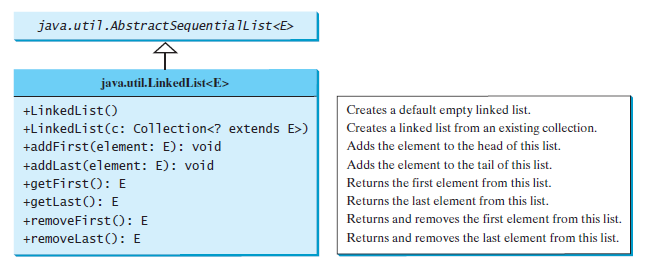 java.util.AbstractSequentialList<E>
java.util.LinkedList<E>
+LinkedList()
+LinkedList(c: Collection<? extends E>)
+addFirst(element: E): void
+addLast(element: E): void
+getFirst(): E
+getLast(): E
+removeFirst(): E
+removeLast(): E
Creates a default empty linked list.
Creates a linked list from an existing collection.
Adds the element to the head of this list.
Adds the element to the tail of this list.
Returns the first element from this list.
Returns the last element from this list.
Returns and removes the first element from this list.
Returns and removes the last element from this list.